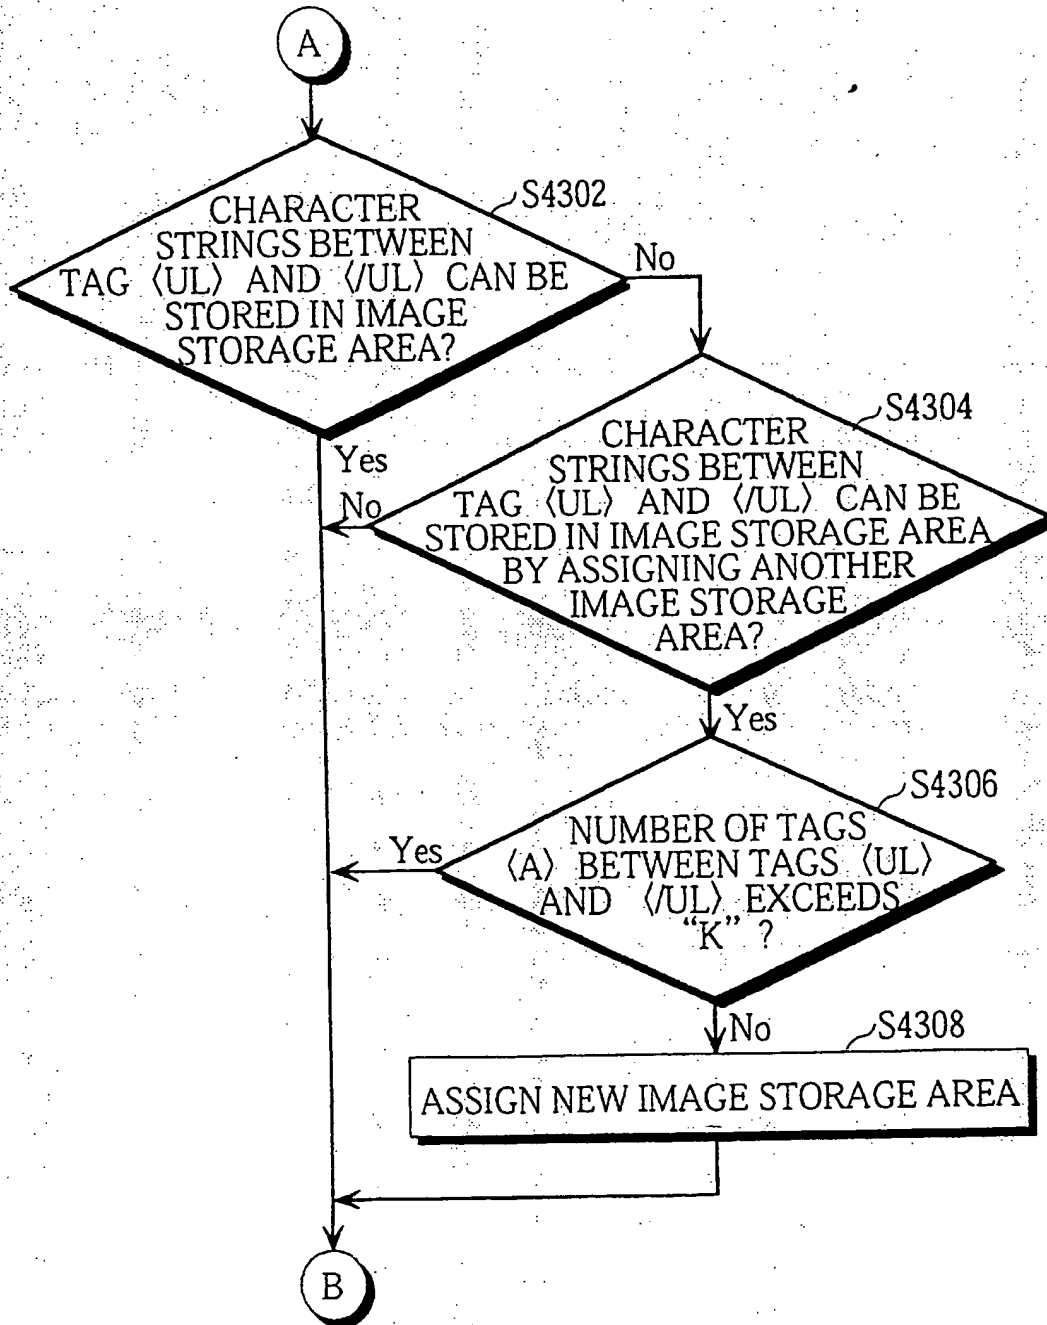 A
S4302
CHARACTER
STRINGS BETWEEN
TAG 〈UL〉 AND 〈/UL〉 CAN BE
STORED IN IMAGE
STORAGE AREA?
No
Yes
S4304
CHARACTER
STRINGS BETWEEN
TAG 〈UL〉 AND 〈/UL〉 CAN BE
STORED IN IMAGE STORAGE AREA
BY ASSIGNING ANOTHER
IMAGE STORAGE
AREA?
No
Yes
S4306
NUMBER OF TAGS
〈A〉 BETWEEN TAGS 〈UL〉
AND 〈/UL〉 EXCEEDS
“K” ?
Yes
No
S4308
ASSIGN NEW IMAGE STORAGE AREA
B